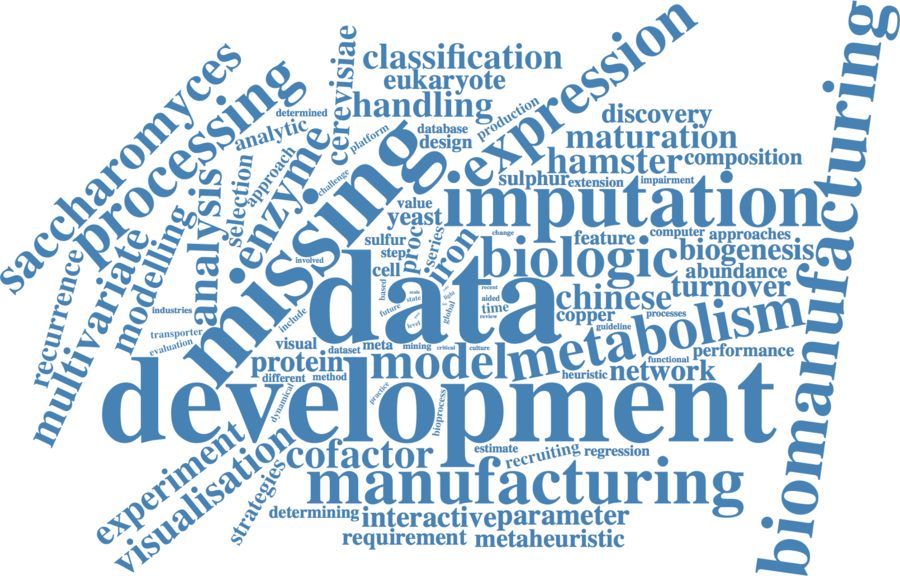 saccharomyces
processing
determined
analytic
cerevisiae
classification
eukaryote
handling
expression
biomanufacturing
platform
database
design
production
discovery
maturation
hamster
composition
sulphur
extension
impairment
selection
approach
enzyme
challenge
missing
value
yeast
imputation
recurrence
multivariate
modelling
analysis
sulfur
step
process
series
iron
change
biologic
feature
computer
approaches
biogenesis
abundance
turnover
involved
cell
based
data
recent
aided
time
review
chinese
copper
guideline
processes
metabolism
industries
transporter
evaluation
include
future
state
level
light
global
visual
dataset
meta
mining
critical
culture
performance
functional
protein
model
heuristic
network
different
method
dynamical
practice
bioprocess
development
experiment
visualisation
strategies
cofactor
estimate
recruiting
regression
manufacturing
determining
interactive
parameter
requirement
metaheuristic